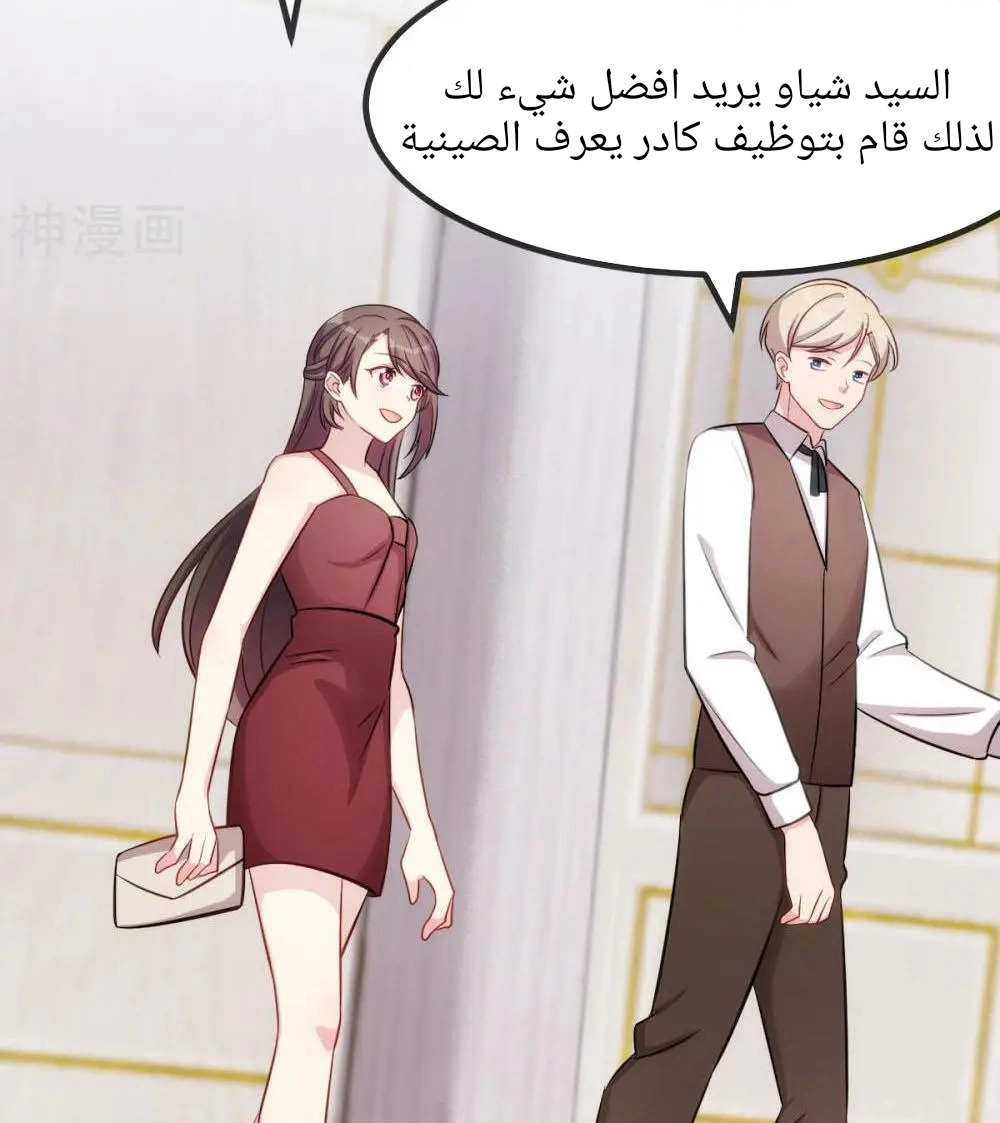 السيد شياو يريد افضل شيء لك
لذلك قام بتوظيف كادر يعرف الصينية
神漫画